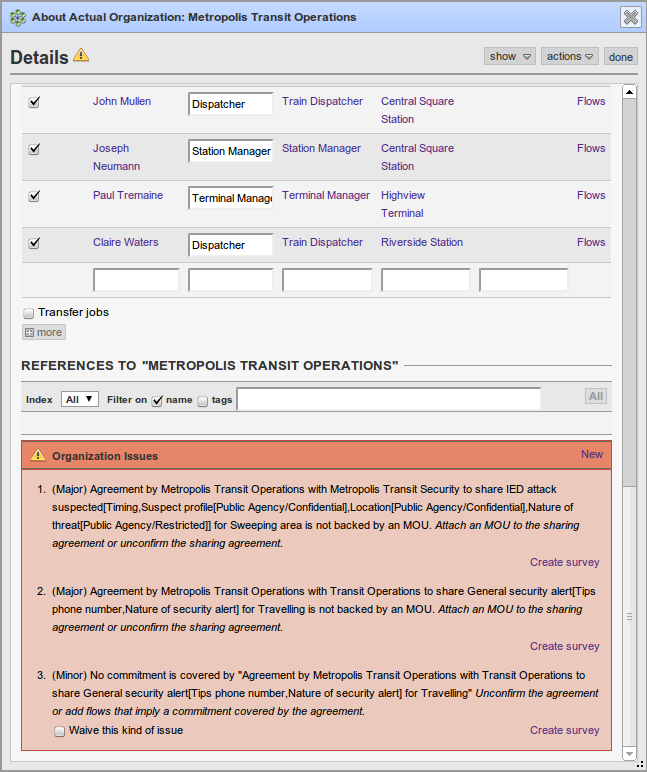 About Actual Organization: Metropolis Transit Operations
Details
show
actions
done
John Mullen Dispatcher Train Dispatcher Central Square Flows
Station
Joseph Station Manager Station Manager Central Square Flows
Neumann Station
Paul Tremaine Terminal Manage Terminal Manager Highview Flows
Terminal
Claire Waters Dispatcher Train Dispatcher Riverside Station Flows
Transfer jobs
more
REFERENCES TO "METROPOLIS TRANSIT OPERATIONS"
Index All Filter on name tags All
Organization Issues New
1. (Major) Agreement by Metropolis Transit Operations with Metropolis Transit Security to share IED attack
suspected[Timing,Suspect profile[Public Agency/Confidential],Location[Public Agency/Confidential],Nature of
threat[Public Agency/Restricted]] for Sweeping area is not backed by an MOU. Attach an MOU to the sharing
agreement or unconfirm the sharing agreement.
Create survey
2. (Major) Agreement by Metropolis Transit Operations with Transit Operations to share General security alert[Tips
phone number,Nature of security alert] for Travelling is not backed by an MOU. Attach an MOU to the sharing
agreement or unconfirm the sharing agreement.
Create survey
3. (Minor) No commitment is covered by "Agreement by Metropolis Transit Operations with Transit Operations to
share General security alert[Tips phone number,Nature of security alert] for Travelling" Unconfirm the agreement
or add flows that imply a commitment covered by the agreement.
Waive this kind of issue Create survey